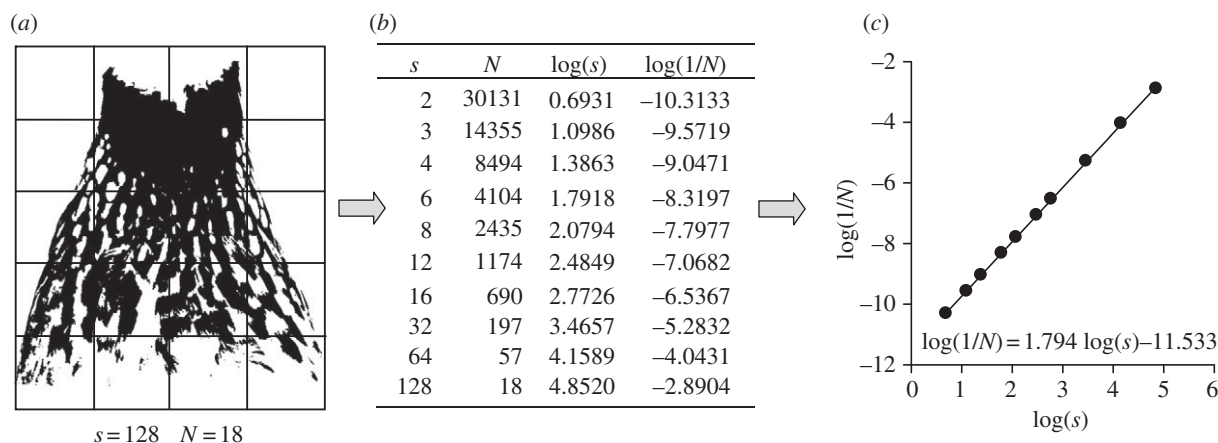 (a)
s=128 N=18
(b)
s N log(s) log(1/N)
2 30131 0.6931 –10.3133
3 14355 1.0986 –9.5719
4 8494 1.3863 –9.0471
6 4104 1.7918 –8.3197
8 2435 2.0794 –7.7977
12 1174 2.4849 –7.0682
16 690 2.7726 –6.5367
32 197 3.4657 –5.2832
64 57 4.1589 –4.0431
128 18 4.8520 –2.8904
(c)
–2
–4
–6
–8
–10
–12
log(1/N)
log(1/N)=1.794 log(s)–11.533
0 1 2 3 4 5 6
log(s)